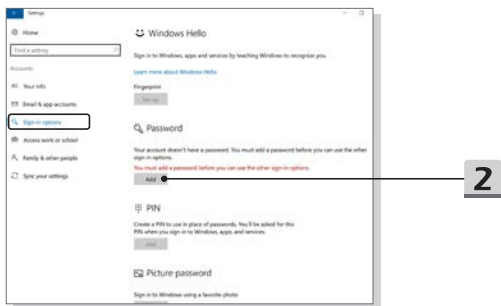 Settings
Home
Find a setting
Accounts
Your info
Email & app accounts
Sign-in options
Access work or school
Family & other people
Sync your settings
Windows Hello
Sign in to Windows, apps and services by teaching Windows to recognize you.
Learn more about Windows Hello
Fingerprint
Set up
Password
Your account doesn't have a password. You must add a password before you can use the other
sign-in options.
You must add a password before you can use the other sign-in options.
Add
PIN
Create a PIN to use in place of passwords. You'll be asked for this
PIN when you sign in to Windows, apps, and services.
Add
Picture password
Sign in to Windows using a favorite photo
2